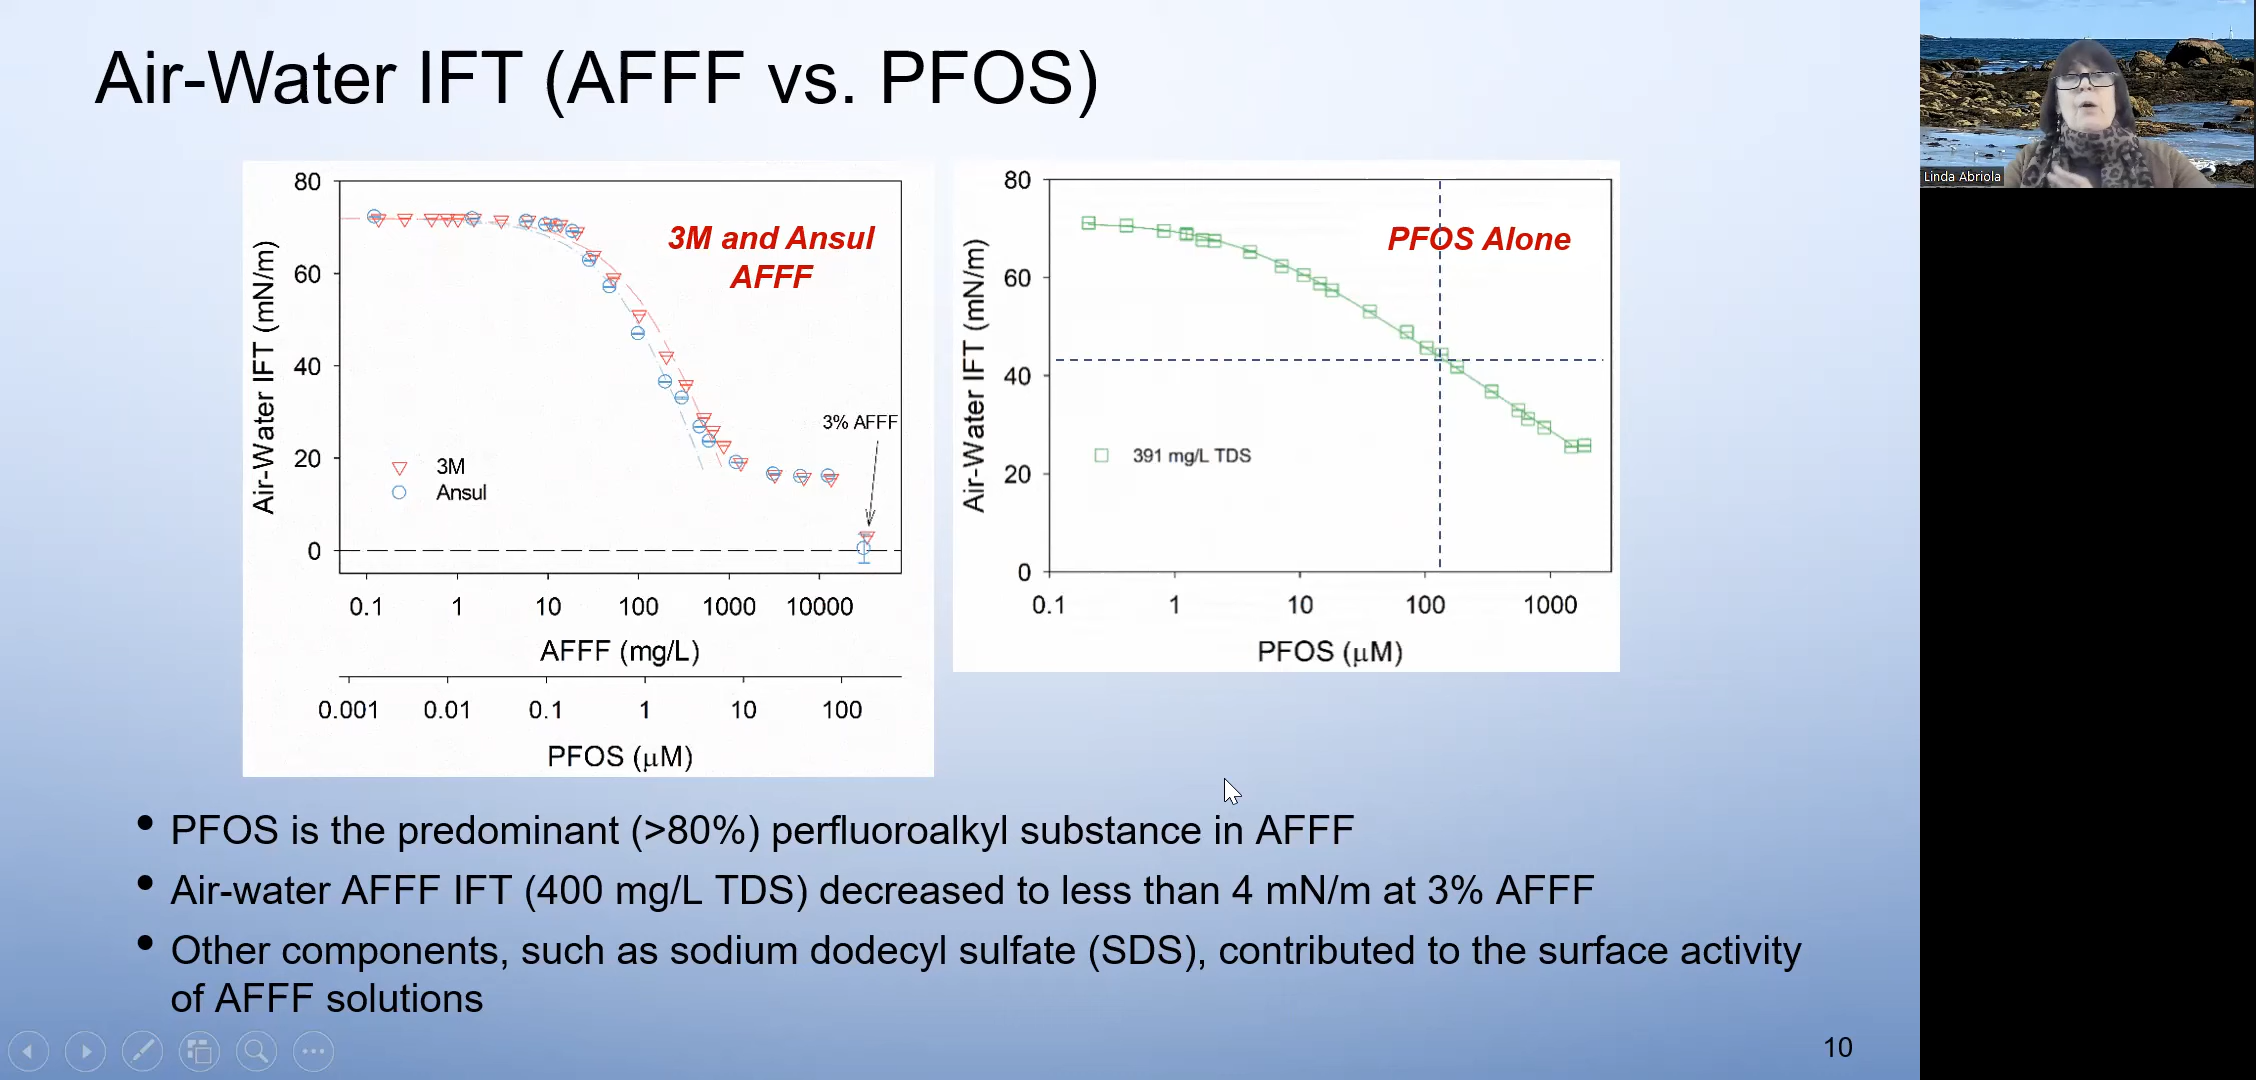 Air-Water IFT (AFFF vs. PFOS)
Linda Abriola
80
60
40
20
0
Air-Water IFT (mN/m)
3M and Ansul
AFFF
3% AFFF
3M
Ansul
0.1 1 10 100 1000 10000
AFFF (mg/L)
0.001 0.01 0.1 1 10 100
PFOS (μM)
80
60
40
20
0
Air-Water IFT (mN/m)
PFOS Alone
391 mg/L TDS
0.1 1 10 100 1000
PFOS (μM)
• PFOS is the predominant (>80%) perfluoroalkyl substance in AFFF
• Air-water AFFF IFT (400 mg/L TDS) decreased to less than 4 mN/m at 3% AFFF
• Other components, such as sodium dodecyl sulfate (SDS), contributed to the surface activity
of AFFF solutions
10